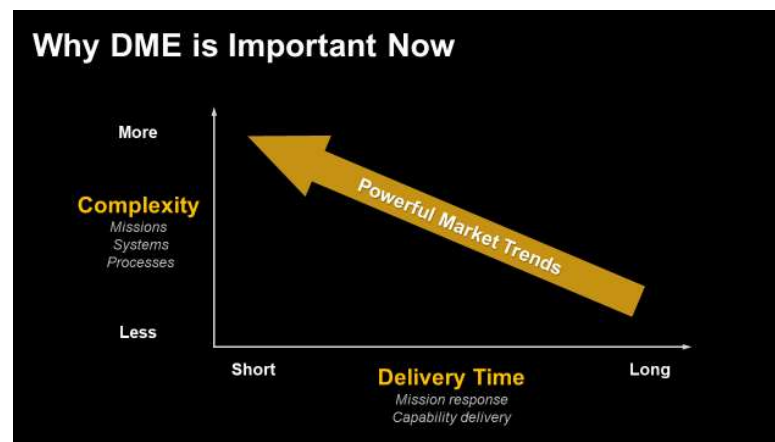 Why DME is Important Now
More
Complexity
Missions
Systems
Processes
Less
Powerful Market Trends
Short
Delivery Time
Mission response
Capability delivery
Long